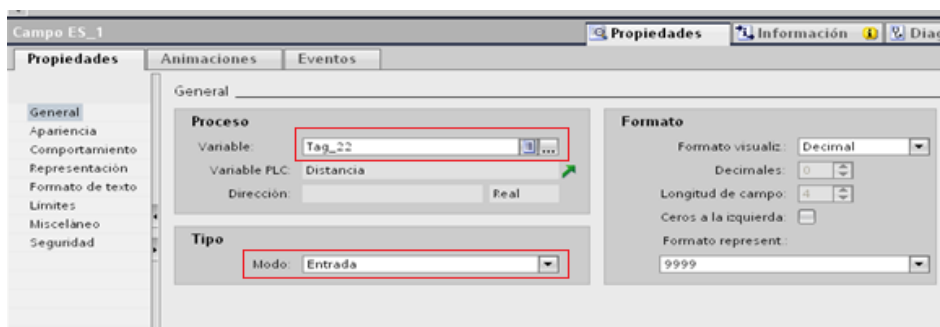 Campo ES_1
Propiedades Información Diag
Propiedades Animaciones Eventos
General
General
Apariencia
Comportamiento
Representación
Formato de texto
Límites
Misceláneo
Seguridad
Proceso
Variable: Tag_22 ...
Variable PLC: Distancia
Dirección: Real
Tipo
Modo: Entrada
Formato
Formato visualiz.: Decimal
Decimales: 0
Longitud de campo: 4
Ceros a la izquierda:
Formato represent.:
9999